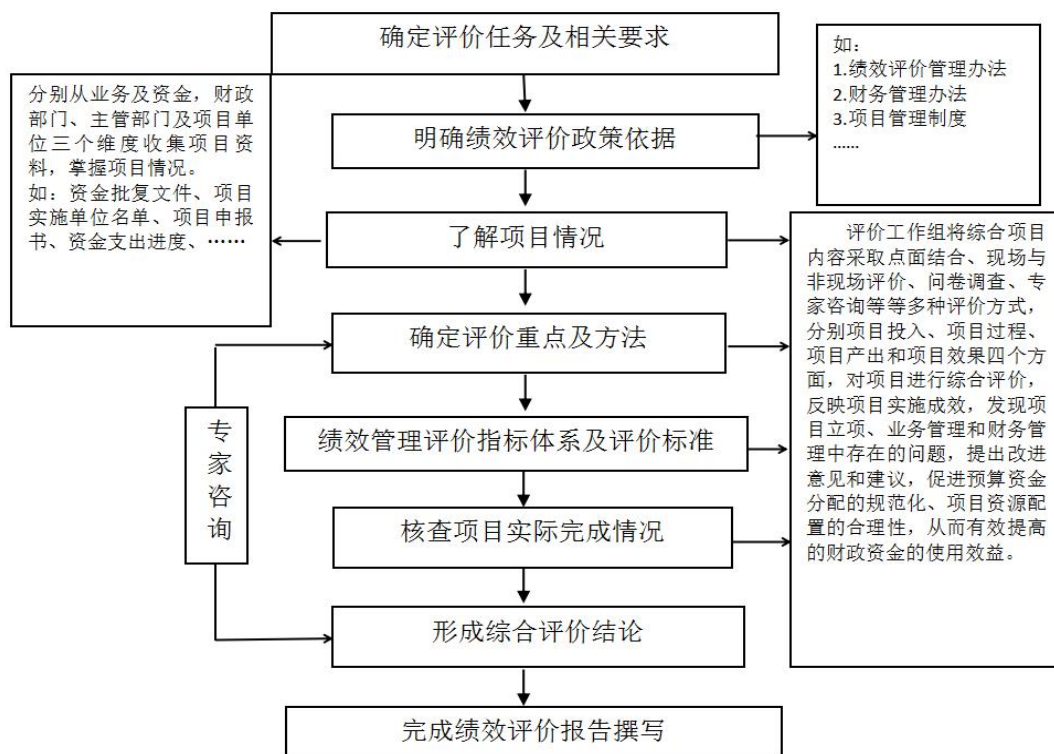 确定评价任务及相关要求
如：
1.绩效评价管理办法
2.财务管理办法
3.项目管理制度
……
分别从业务及资金，财政
部门、主管部门及项目单
位三个维度收集项目资
料，掌握项目情况。
如：资金批复文件、项目
实施单位名单、项目申报
书、资金支出进度、……
明确绩效评价政策依据
了解项目情况
评价工作组将综合项目
内容采取点面结合、现场与
非现场评价、问卷调查、专
家咨询等等多种评价方式，
分别项目投入、项目过程、
项目产出和项目效果四个方
面，对项目进行综合评价，
反映项目实施成效，发现项
目立项、业务管理和财务管
理中存在的问题，提出改进
意见和建议，促进预算资金
分配的规范化、项目资源配
置的合理性，从而有效提高
的财政资金的使用效益。
确定评价重点及方法
专家咨询
绩效管理评价指标体系及评价标准
核查项目实际完成情况
形成综合评价结论
完成绩效评价报告撰写